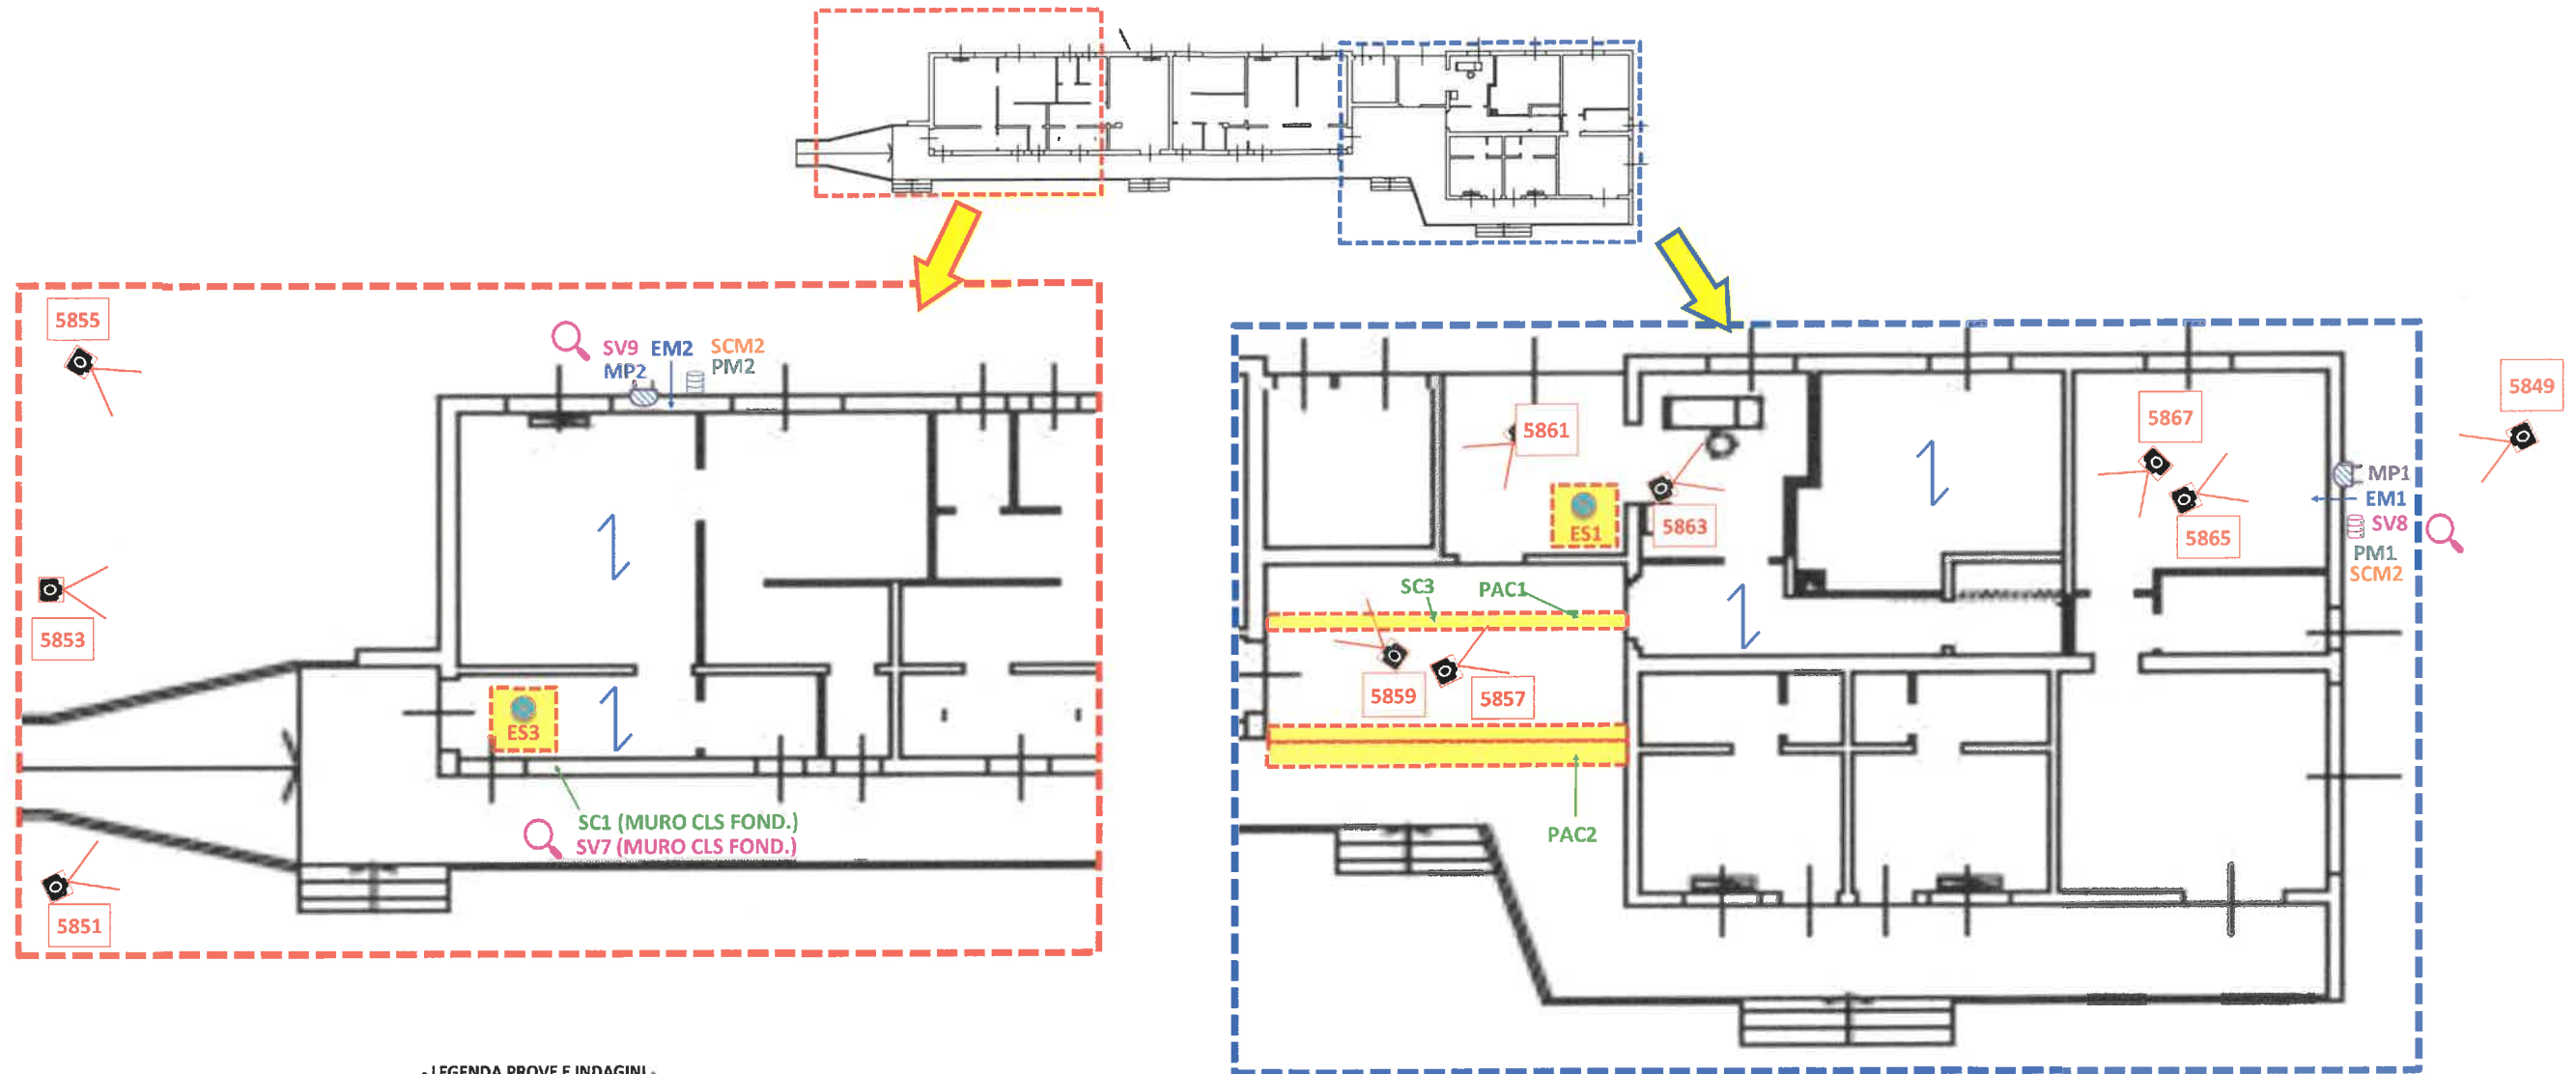 5855
SV9 EM2 SCM2
MP2 PM2
5853
ES3
SC1 (MURO CLS FOND.)
SV7 (MURO CLS FOND.)
5851
5861
5867
5849
ES1
5863
5865
MP1
EM1
SV8
PM1
SCM2
SC3 PAC1
5859 5857
PAC2
- LEGENDA PROVE E INDAGINI -